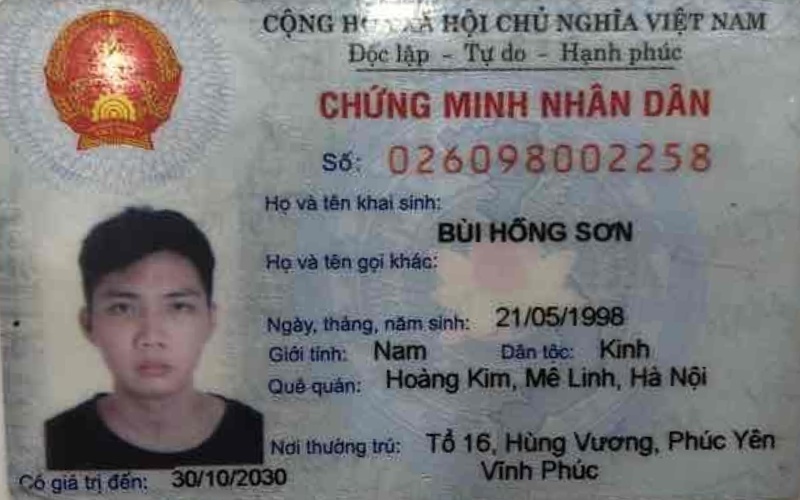 CỘNG HÒA XÃ HỘI CHỦ NGHĨA VIỆT NAM
Độc lập - Tự do - Hạnh phúc
CHỨNG MINH NHÂN DÂN
Số: 026098002258
Họ và tên khai sinh:
BÙI HỒNG SƠN
Họ và tên gọi khác:
Ngày, tháng, năm sinh: 21/05/1998
Giới tính: Nam Dân tộc: Kinh
Quê quán: Hoàng Kim, Mê Linh, Hà Nội
Nơi thường trú: Tổ 16, Hùng Vương, Phúc Yên
Vĩnh Phúc
Có giá trị đến: 30/10/2030